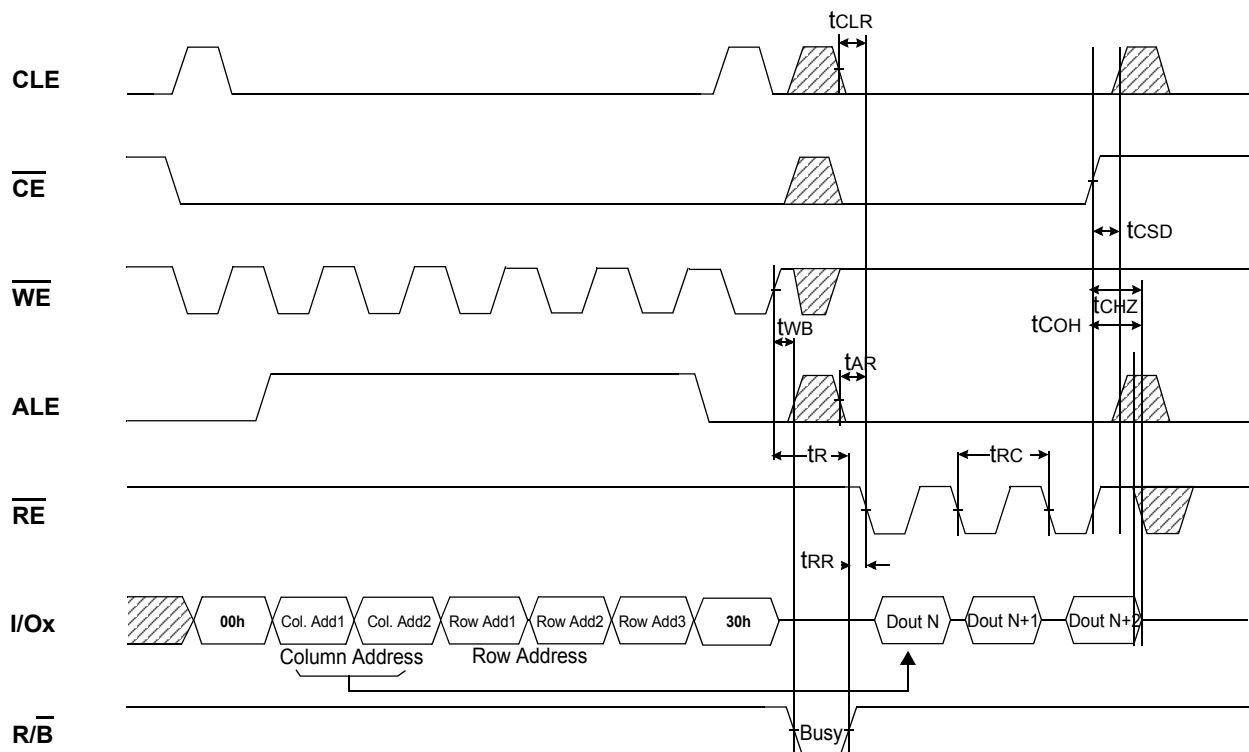 tCLR
CLE
CE
tCSD
WE
tCHZ
tWB
tCOH
tAR
ALE
tR
tRC
RE
tRR
I/Ox
00h
Col. Add1
Col. Add2
Row Add1
Row Add2
Row Add3
30h
Dout N
Dout N+1
Dout N+2
Column Address
Row Address
R/B
Busy